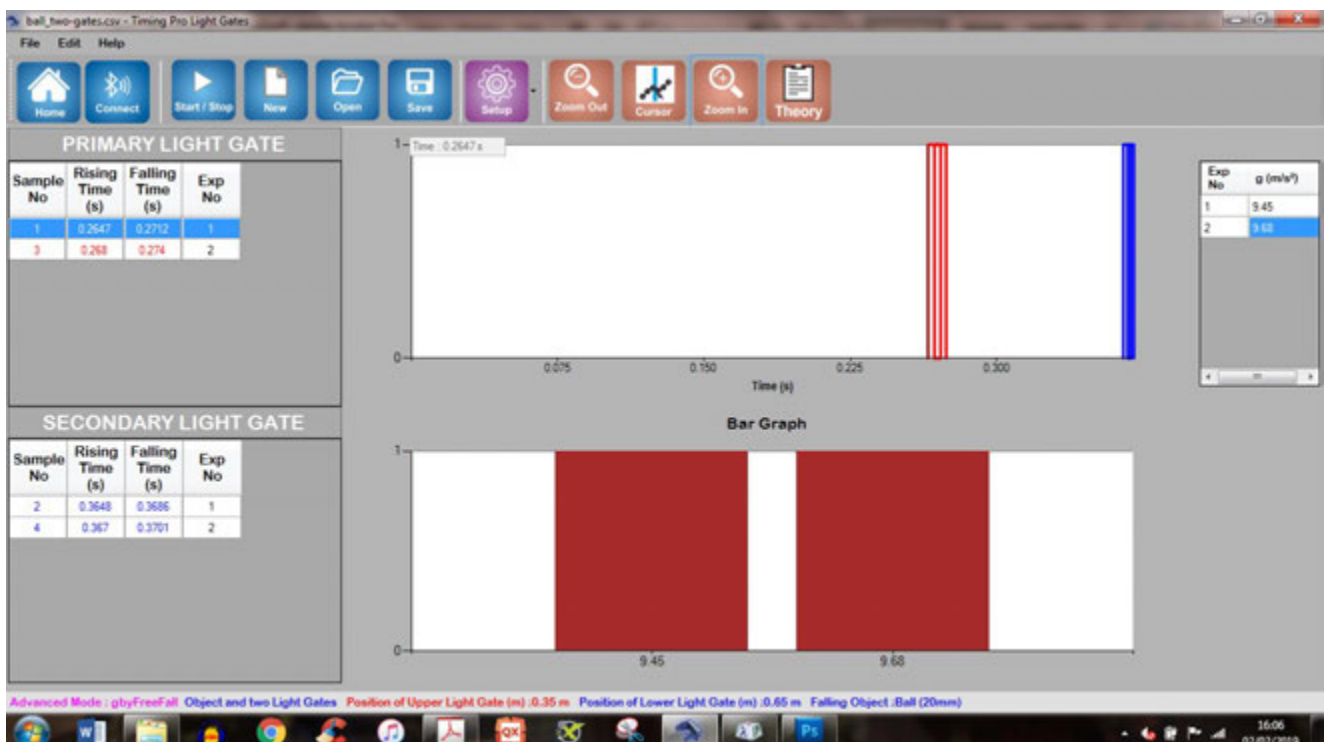 ball_two-gates.csv - Timing Pro Light Gates
File Edit Help
Home Connect Start / Stop New Open Save Setup Zoom Out Cursor Zoom In Theory
PRIMARY LIGHT GATE
Sample No Rising Time (s) Falling Time (s) Exp No
1 0.2647 0.2712 1
3 0.268 0.274 2
SECONDARY LIGHT GATE
Sample No Rising Time (s) Falling Time (s) Exp No
2 0.3648 0.3686 1
4 0.367 0.3701 2
1 Time : 0.2647 s
0
0.075 0.150 0.225 0.300
Time (s)
Bar Graph
1
0
9.45 9.68
Exp No g (m/s²)
1 9.45
2 9.68
Advanced Mode : gbyFreeFall Object and two Light Gates Position of Upper Light Gate (m) :0.35 m Position of Lower Light Gate (m) :0.65 m Falling Object :Ball (20mm)
W QX Ps
16:06
02/02/2019